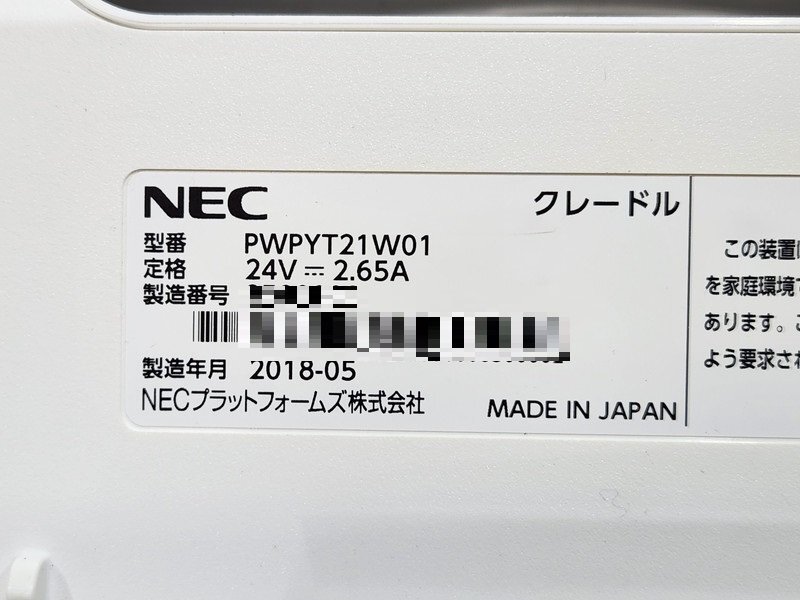 NEC
クレードル
型番 PWPYT21W01
定格 24V⎓2.65A
製造番号
製造年月 2018-05
NECプラットフォームズ株式会社
MADE IN JAPAN
この装置
を家庭環境
あります。
よう要求され